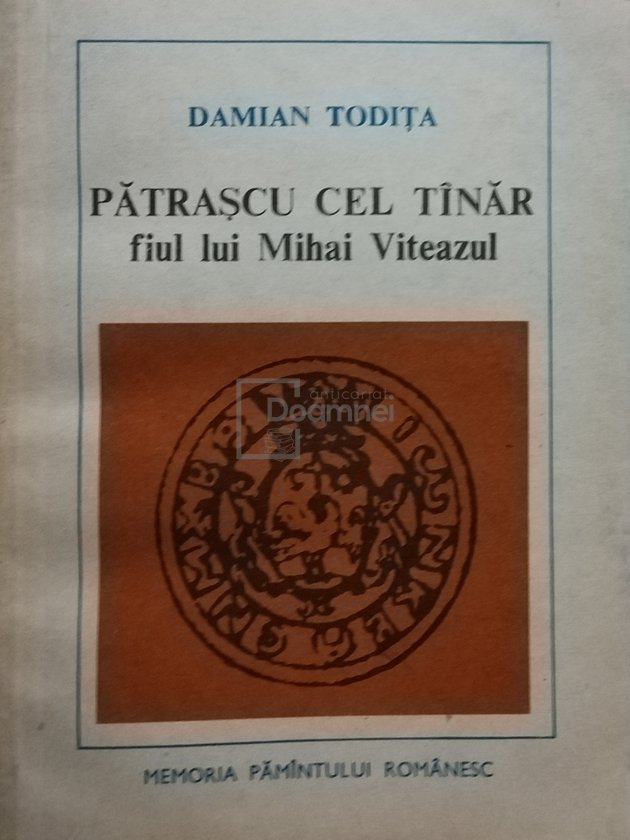 DAMIAN TODIȚA
PĂTRAȘCU CEL TÎNĂR
fiul lui Mihai Viteazul
anticariat
Doamnei
MEMORIA PĂMÎNTULUI ROMÂNESC